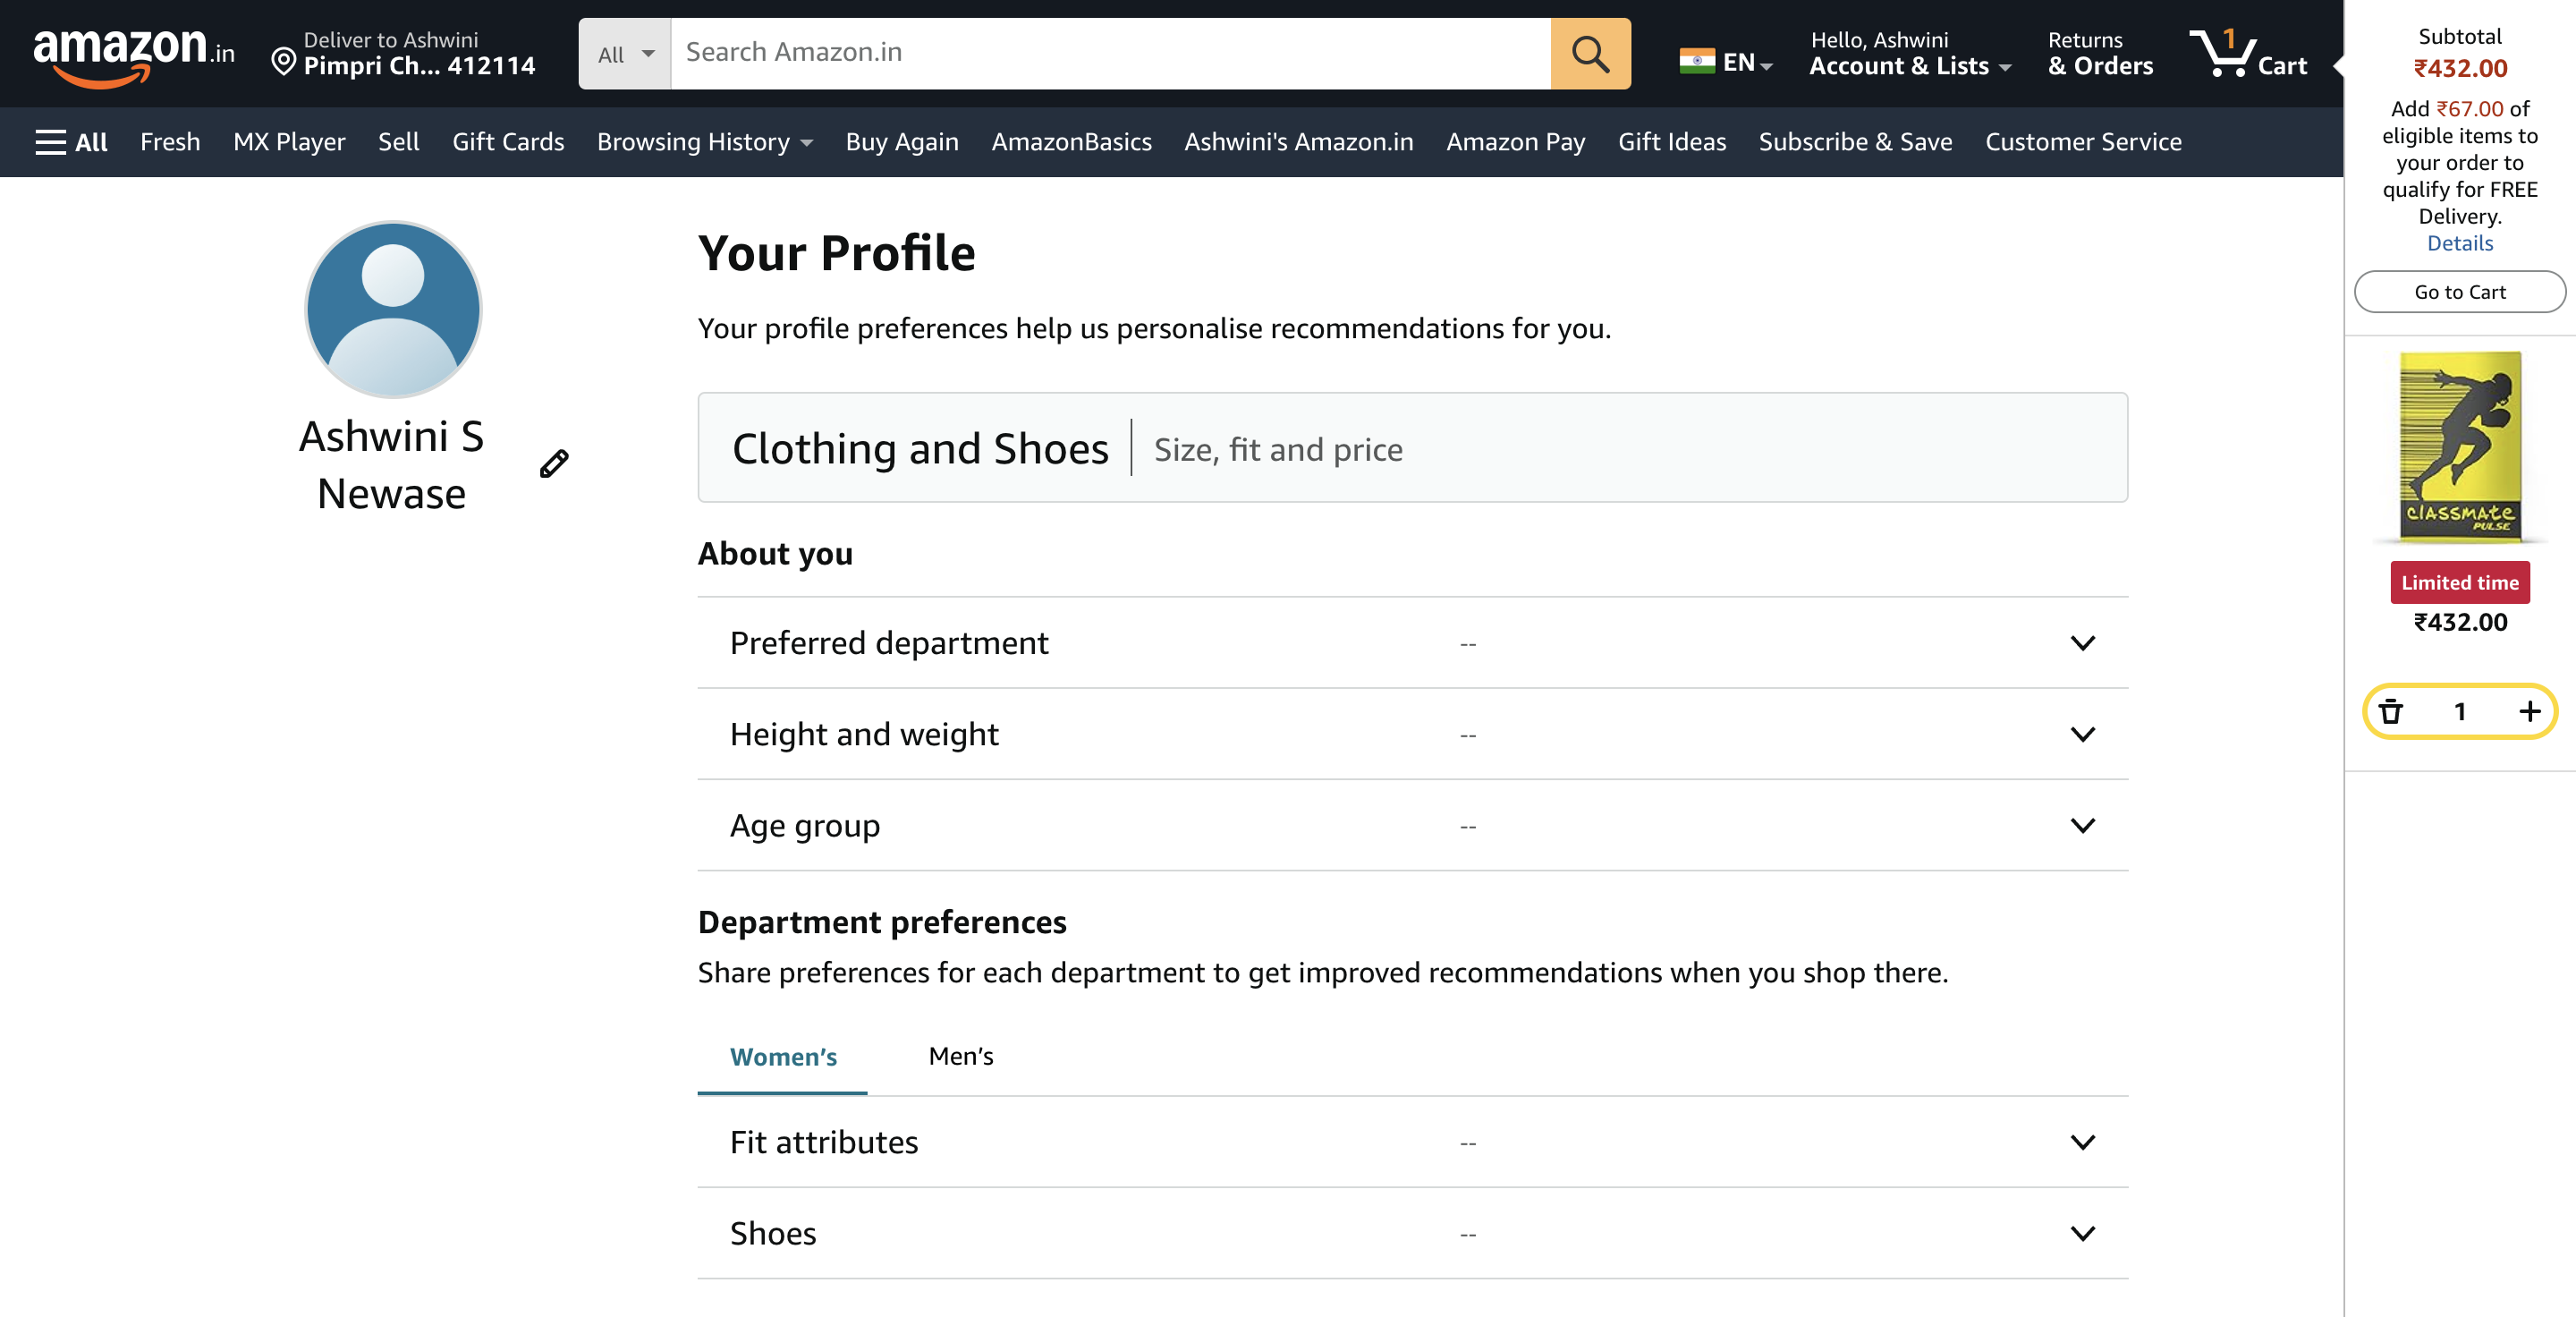 amazon.in
Deliver to Ashwini
Pimpri Ch... 412114
All
Search Amazon.in
EN
Hello, Ashwini
Account & Lists
Returns
& Orders
1
Cart
All
Fresh
MX Player
Sell
Gift Cards
Browsing History
Buy Again
AmazonBasics
Ashwini's Amazon.in
Amazon Pay
Gift Ideas
Subscribe & Save
Customer Service
Ashwini S
Newase
Your Profile
Your profile preferences help us personalise recommendations for you.
Clothing and Shoes
Size, fit and price
About you
Preferred department --
Height and weight --
Age group --
Department preferences
Share preferences for each department to get improved recommendations when you shop there.
Women’s
Men’s
Fit attributes --
Shoes --
Subtotal
₹432.00
Add ₹67.00 of
eligible items to
your order to
qualify for FREE
Delivery.
Details
Go to Cart
CLASSMATE
PULSE
Limited time
₹432.00
1